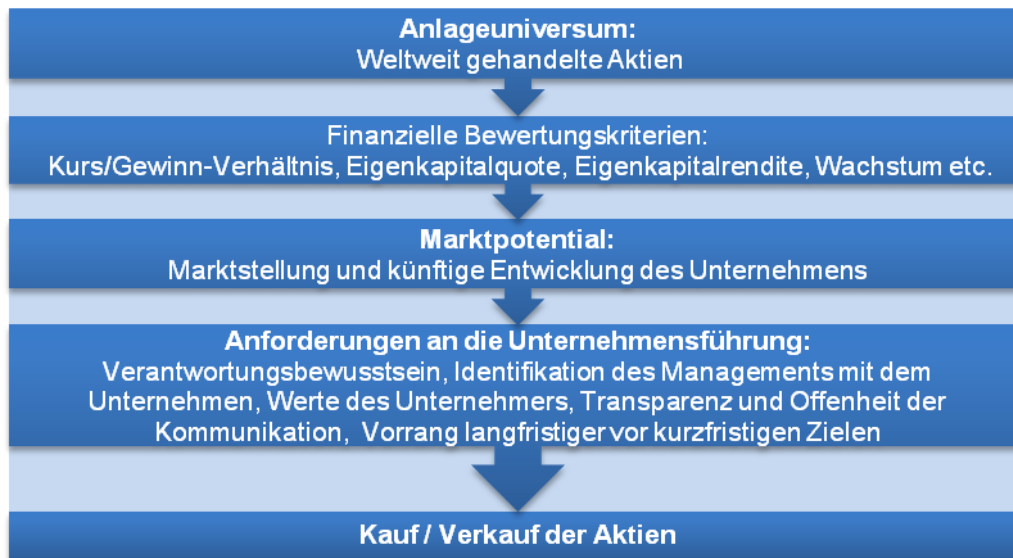 Anlageuniversum:
Weltweit gehandelte Aktien
Finanzielle Bewertungskriterien:
Kurs/Gewinn-Verhältnis, Eigenkapitalquote, Eigenkapitalrendite, Wachstum etc.
Marktpotential:
Marktstellung und künftige Entwicklung des Unternehmens
Anforderungen an die Unternehmensführung:
Verantwortungsbewusstsein, Identifikation des Managements mit dem
Unternehmen, Werte des Unternehmers, Transparenz und Offenheit der
Kommunikation, Vorrang langfristiger vor kurzfristigen Zielen
Kauf / Verkauf der Aktien